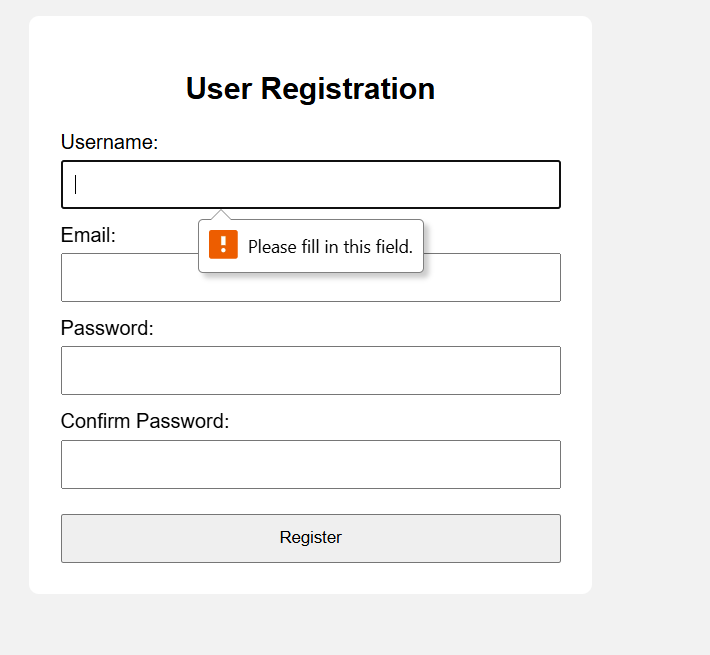 User Registration
Username:
Email:
Please fill in this field.
Password:
Confirm Password:
Register